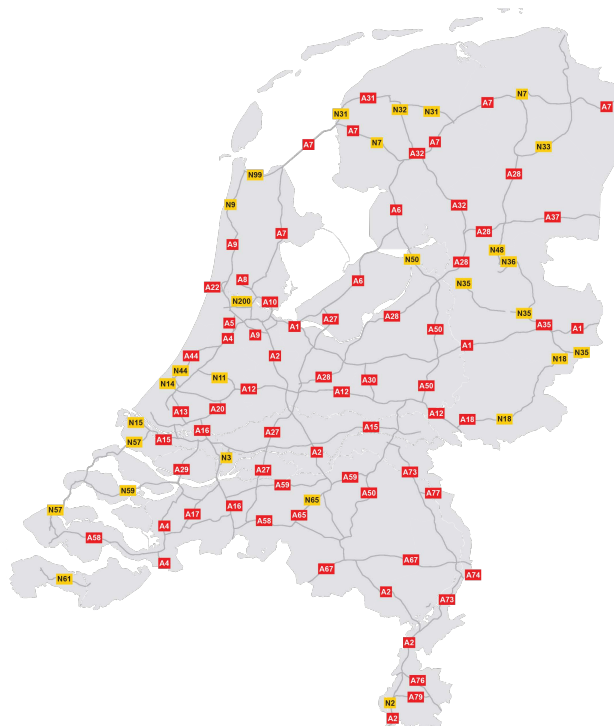 N7
A31
A7
A7
N31
N32
N31
A7
N7
A7
A7
N33
A32
N99
A28
N9
A6
A32
A37
A7
A28
A9
N48
N50
A28
N36
A8
A6
N35
A22
N200
A10
N35
A5
A1
A27
A28
A35
A1
A9
A50
A4
A1
A44
A2
N35
N18
N44
N11
A28
A30
N14
A12
A12
A50
A13
A20
A12
A18
N18
N15
A16
A27
A15
N57
A15
A2
N3
A29
A27
A73
A59
A59
A50
A77
N59
N65
A16
N57
A17
A65
A58
A4
A58
A4
A67
A67
A74
N61
A2
A73
A2
A76
A79
N2
A2